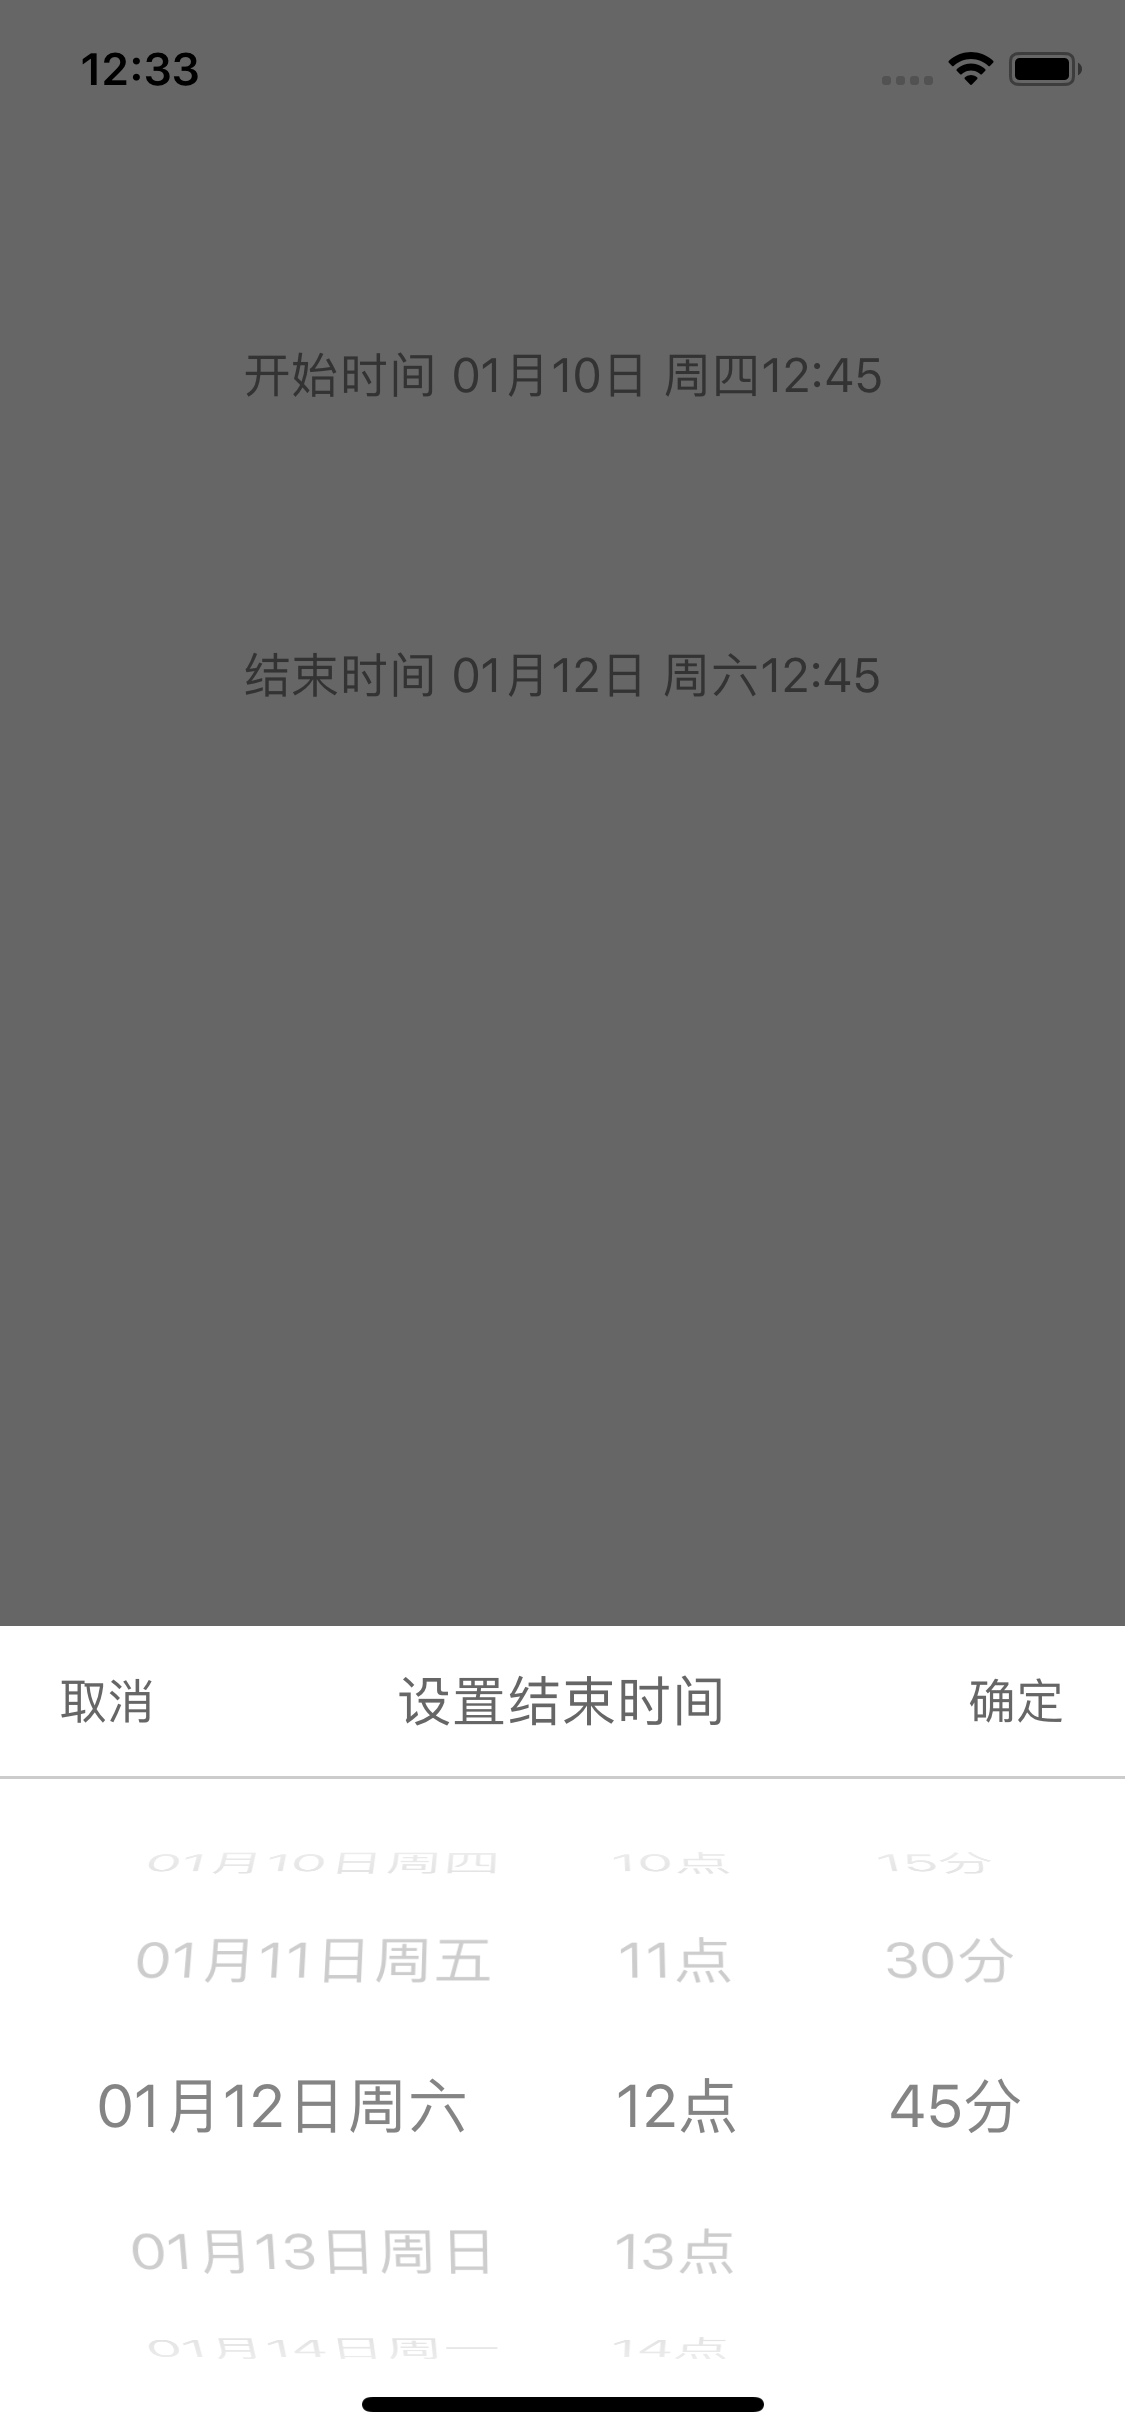 12:33
开始时间 01月10日 周四12:45
结束时间 01月12日 周六12:45
取消 设置结束时间 确定
01月10日周四 10点 15分
01月11日周五 11点 30分
01月12日周六 12点 45分
01月13日周日 13点
01月14日周一 14点